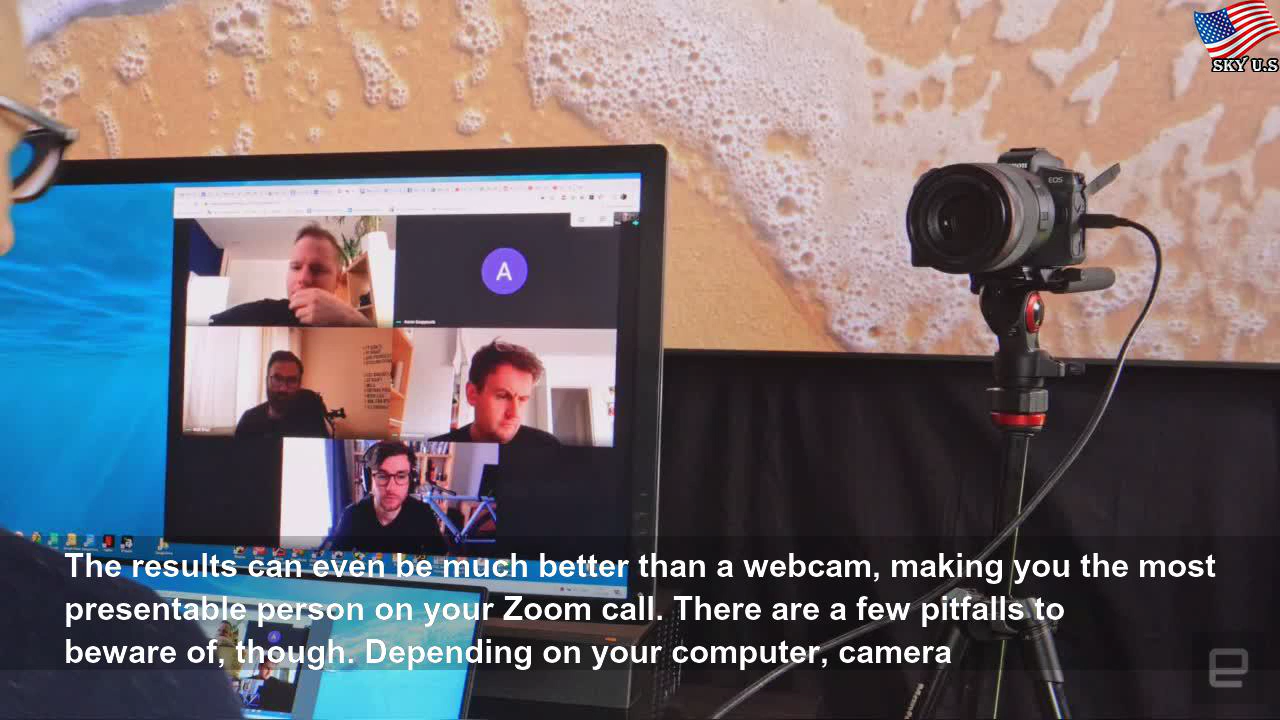 SKY U.S
EOS
A
The results can even be much better than a webcam, making you the most
presentable person on your Zoom call. There are a few pitfalls to
beware of, though. Depending on your computer, camera
e